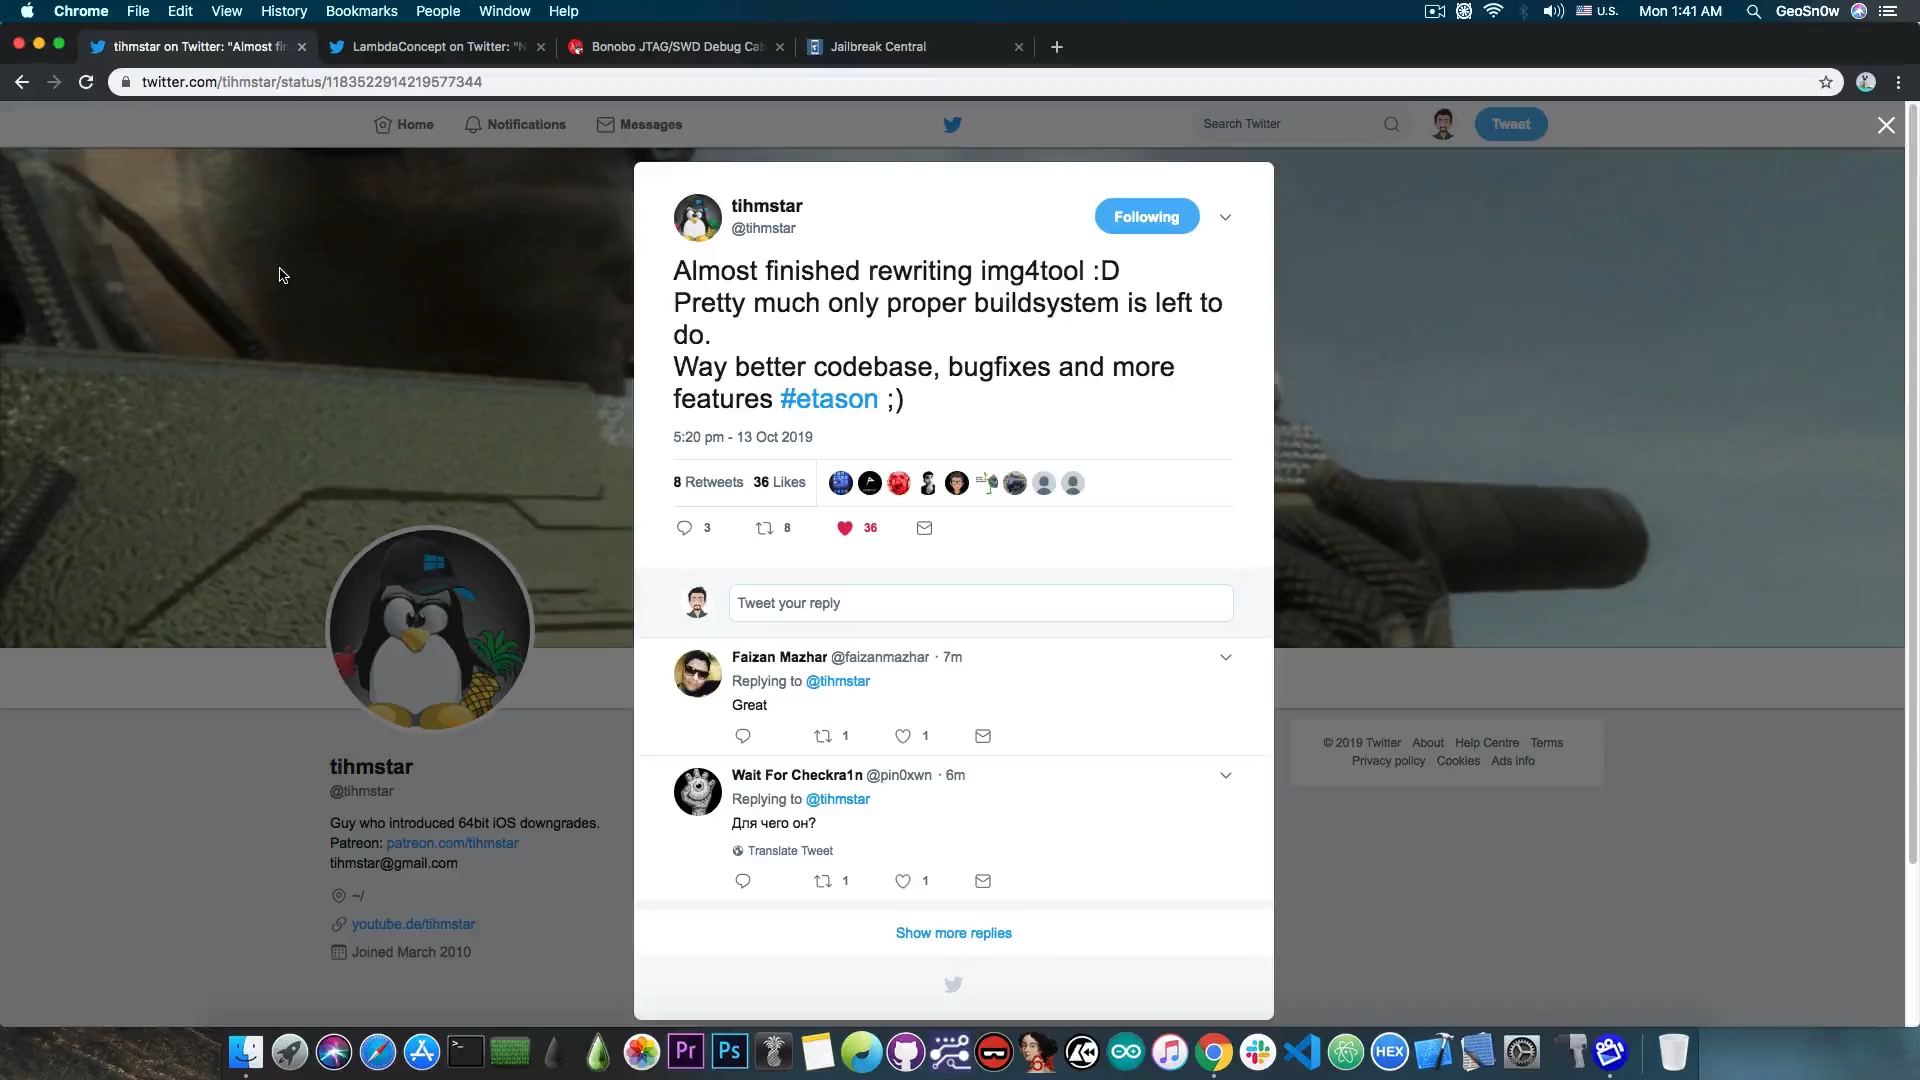 Chrome File Edit View History Bookmarks People Window Help U.S. Mon 1:41 AM GeoSn0w
tihmstar on Twitter: "Almost fin LambdaConcept on Twitter: "N Bonobo JTAG/SWD Debug Cab Jailbreak Central
twitter.com/tihmstar/status/1183522914219577344
Home Notifications Messages Search Twitter Tweet
tihmstar
@tihmstar
Following
Almost finished rewriting img4tool :D
Pretty much only proper buildsystem is left to
do.
Way better codebase, bugfixes and more
features #etason ;)
5:20 pm - 13 Oct 2019
8 Retweets 36 Likes
3 8 36
Tweet your reply
Faizan Mazhar @faizanmazhar · 7m
Replying to @tihmstar
Great
1 1
Wait For Checkra1n @pin0xwn · 6m
Replying to @tihmstar
Для чего он?
Translate Tweet
1 1
Show more replies
tihmstar
@tihmstar
Guy who introduced 64bit iOS downgrades.
Patreon: patreon.com/tihmstar
tihmstar@gmail.com
~/
youtube.de/tihmstar
Joined March 2010
© 2019 Twitter About Help Centre Terms
Privacy policy Cookies Ads info
Pr Ps HEX